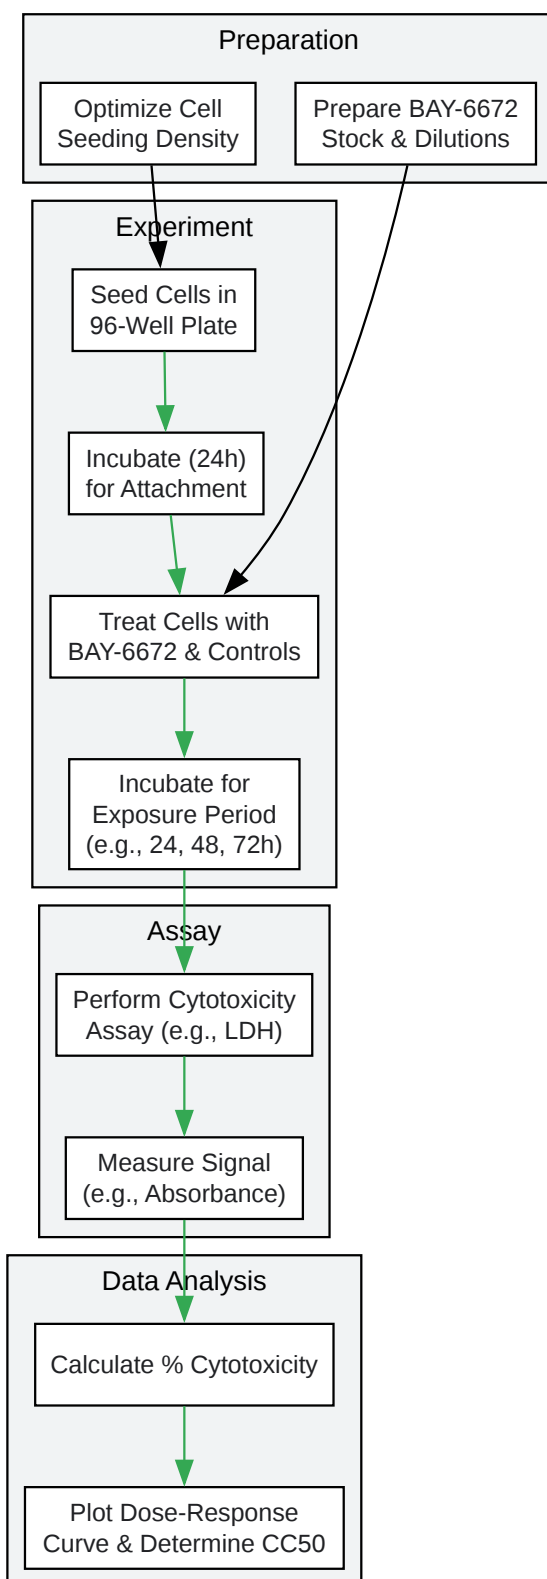 Preparation
Optimize Cell
Seeding Density
Prepare BAY-6672
Stock & Dilutions
Experiment
Seed Cells in
96-Well Plate
Incubate (24h)
for Attachment
Treat Cells with
BAY-6672 & Controls
Incubate for
Exposure Period
(e.g., 24, 48, 72h)
Assay
Perform Cytotoxicity
Assay (e.g., LDH)
Measure Signal
(e.g., Absorbance)
Data Analysis
Calculate % Cytotoxicity
Plot Dose-Response
Curve & Determine CC50